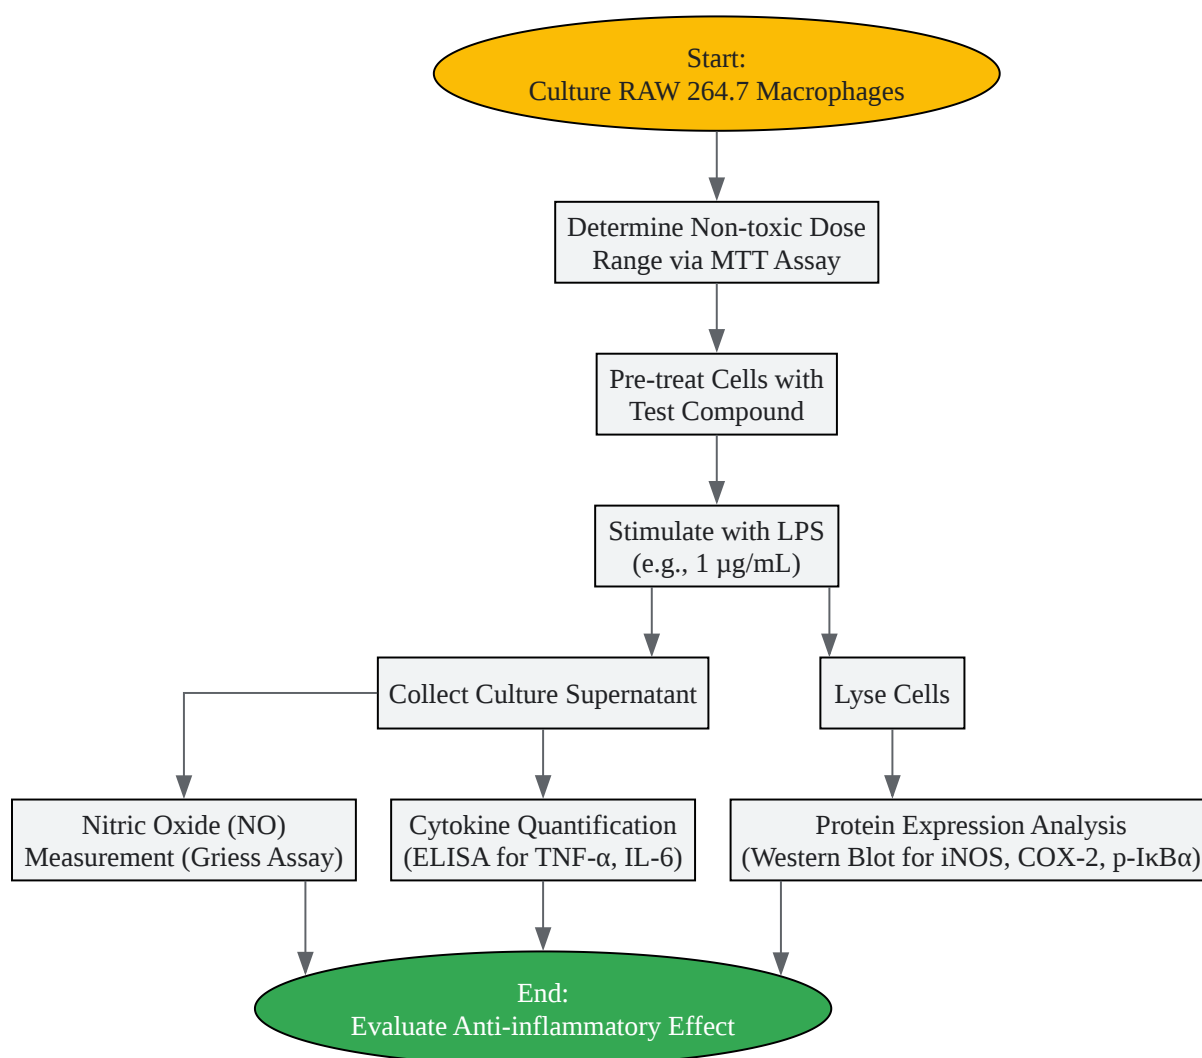 Start:
Culture RAW 264.7 Macrophages
Determine Non-toxic Dose
Range via MTT Assay
Pre-treat Cells with
Test Compound
Stimulate with LPS
(e.g., 1 µg/mL)
Collect Culture Supernatant
Lyse Cells
Nitric Oxide (NO)
Measurement (Griess Assay)
Cytokine Quantification
(ELISA for TNF-α, IL-6)
Protein Expression Analysis
(Western Blot for iNOS, COX-2, p-IκBα)
End:
Evaluate Anti-inflammatory Effect